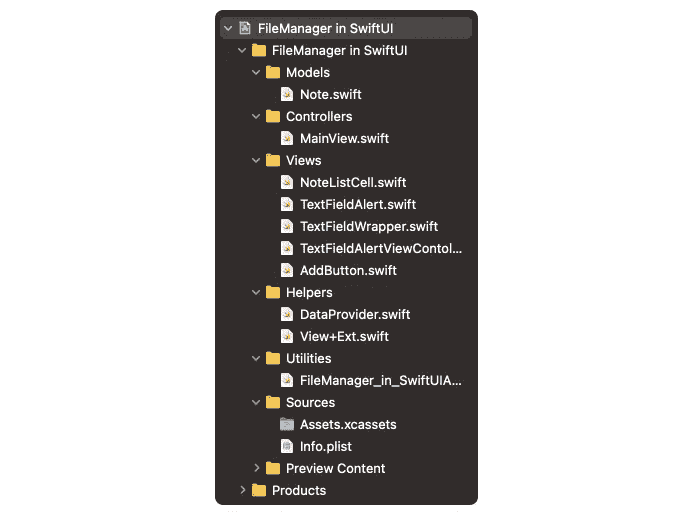 FileManager in SwiftUI
FileManager in SwiftUI
Models
Note.swift
Controllers
MainView.swift
Views
NoteListCell.swift
TextFieldAlert.swift
TextFieldWrapper.swift
TextFieldAlertViewContol...
AddButton.swift
Helpers
DataProvider.swift
View+Ext.swift
Utilities
FileManager_in_SwiftUIA...
Sources
Assets.xcassets
Info.plist
Preview Content
Products